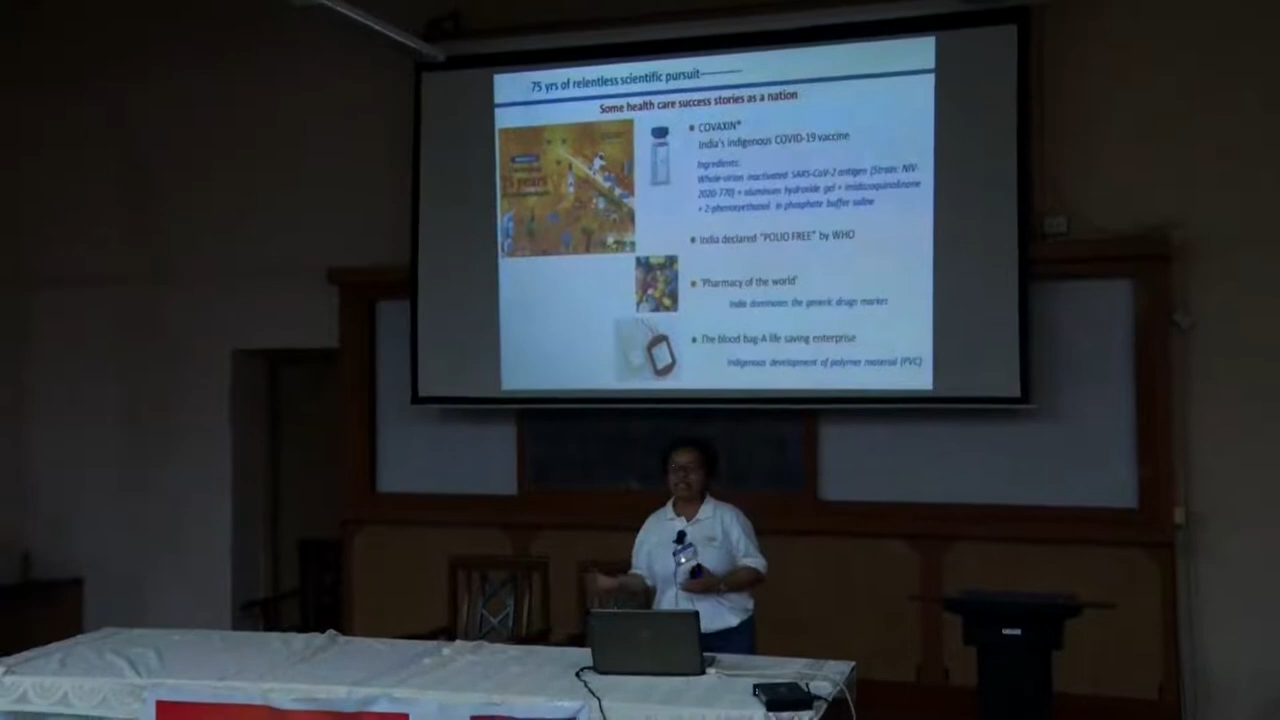 75 yrs of relentless scientific pursuit
Some health care success stories as a nation
75 years
COVAXIN®
India's indigenous COVID-19 vaccine
Ingredients:
Whole-virion inactivated SARS-CoV-2 antigen (Strain: NIV-
2020-770) + aluminum hydroxide gel + imidazoquinolinone
+ 2-phenoxyethanol in phosphate buffer saline
India declared "POLIO FREE" by WHO
'Pharmacy of the world'
India dominates the generic drugs market
The blood bag-A life saving enterprise
Indigenous development of polymer material (PVC)